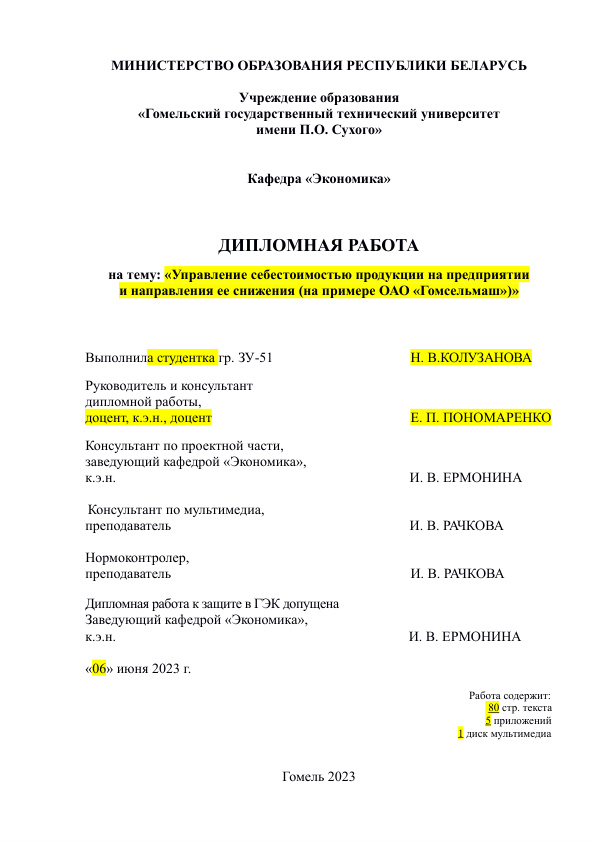 МИНИСТЕРСТВО ОБРАЗОВАНИЯ РЕСПУБЛИКИ БЕЛАРУСЬ
Учреждение образования
«Гомельский государственный технический университет
имени П.О. Сухого»
Кафедра «Экономика»
ДИПЛОМНАЯ РАБОТА
на тему: «Управление себестоимостью продукции на предприятии
и направления ее снижения (на примере ОАО «Гомсельмаш»)»
Выполнила студентка гр. ЗУ-51 Н. В.КОЛУЗАНОВА
Руководитель и консультант
дипломной работы,
доцент, к.э.н., доцент Е. П. ПОНОМАРЕНКО
Консультант по проектной части,
заведующий кафедрой «Экономика»,
к.э.н. И. В. ЕРМОНИНА
Консультант по мультимедиа,
преподаватель И. В. РАЧКОВА
Нормоконтролер,
преподаватель И. В. РАЧКОВА
Дипломная работа к защите в ГЭК допущена
Заведующий кафедрой «Экономика»,
к.э.н. И. В. ЕРМОНИНА
«06» июня 2023 г.
Работа содержит:
80 стр. текста
5 приложений
1 диск мультимедиа
Гомель 2023